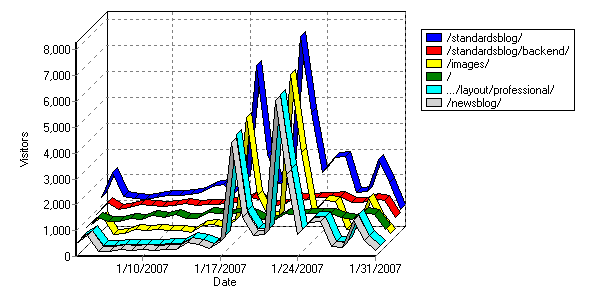 8,000
7,000
6,000
5,000
4,000
3,000
2,000
1,000
0
Visitors
1/10/2007
1/17/2007
1/24/2007
1/31/2007
Date
/standardsblog/
/standardsblog/backend/
/images/
/
.../layout/professional/
/newsblog/